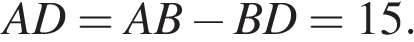 AD = AB − BD = 15.